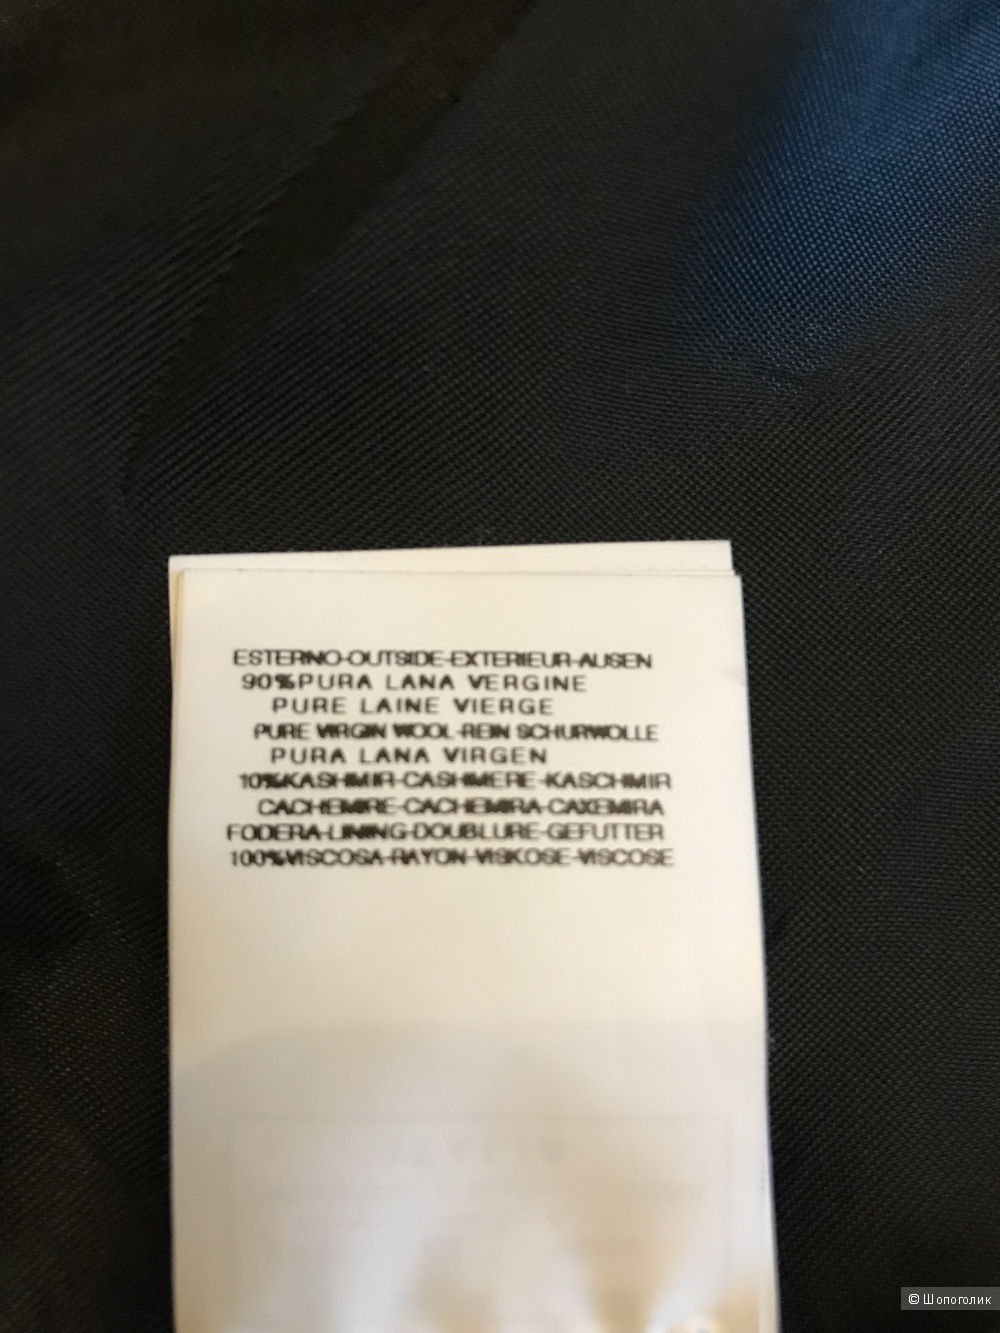 ESTERNO-OUTSIDE-EXTERIEUR-AUSEN
90%PURA LANA VERGINE
PURE LAINE VIERGE
PURE VIRGIN WOOL-REIN SCHURWOLLE
PURA LANA VIRGEN
10%KASHMIR-CASHMERE-KASCHMIR
CACHEMIRE-CACHEMIRA-CAXEMIRA
FODERA-LINING-DOUBLURE-GEFUTTER
100%VISCOSA-RAYON-VISKOSE-VISCOSE
© Шопоголик